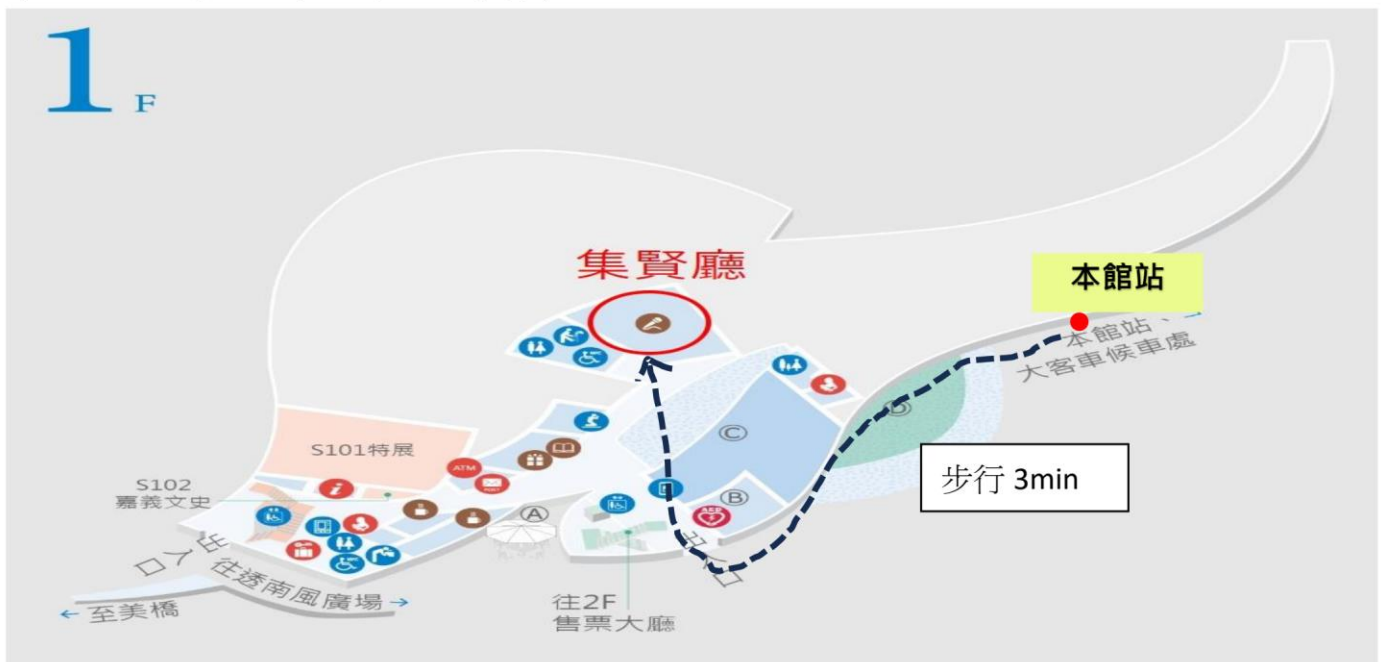 1 F
集賢廳
本館站
本館站、
大客車候車處
D
C
S101特展
步行 3min
ATM
S102
嘉義文史
B
AED
A
出入口
出入口
往透南風廣場→
往2F
售票大廳
←至美橋